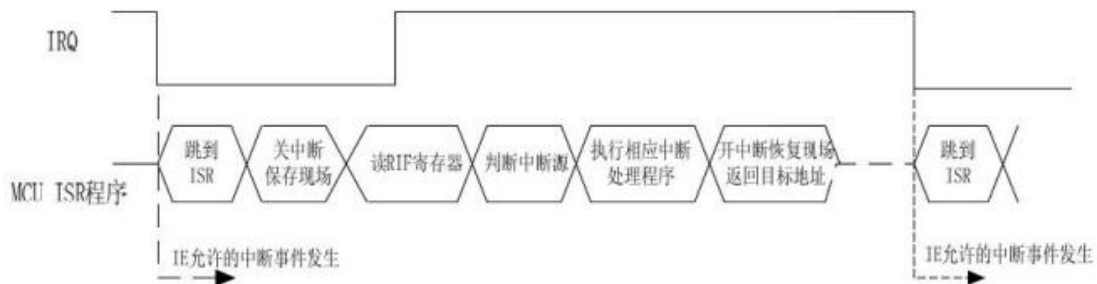 IRQ
MCU ISR程序
跳到
ISR
关中断
保存现场
读RIF寄存器
判断中断源
执行相应中断
处理程序
开中断恢复现场
返回目标地址
跳到
ISR
IE允许的中断事件发生
IE允许的中断事件发生